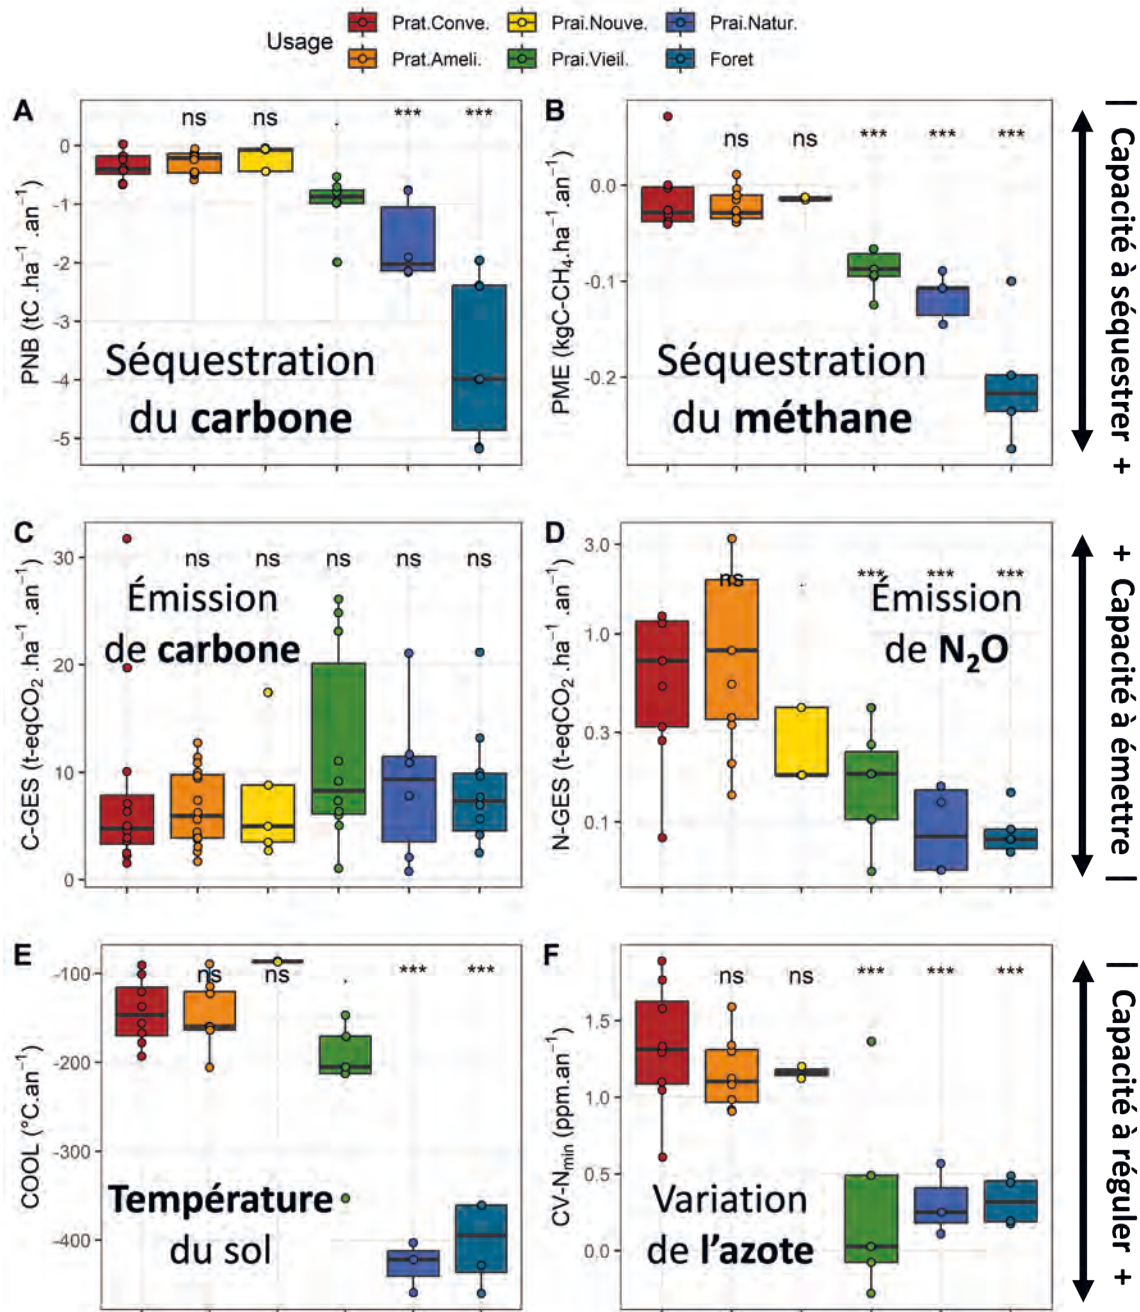 Usage
Prat.Conve.
Prai.Nouve.
Prai.Natur.
Prat.Ameli.
Prai.Vieil.
Foret
A
ns
ns
.
***
***
0
-1
-2
-3
-4
-5
PNB (tC .ha⁻¹ .an⁻¹)
Séquestration
du carbone
B
ns
ns
***
***
***
0.0
-0.1
-0.2
PME (kgC-CH₄.ha⁻¹.an⁻¹)
Séquestration
du méthane
| Capacité à séquestrer +
C
ns
ns
ns
ns
ns
30
20
10
0
C-GES (t-eqCO₂.ha⁻¹ .an⁻¹)
Émission
de carbone
D
ns
.
***
***
***
3.0
1.0
0.3
0.1
N-GES (t-eqCO₂.ha⁻¹ .an⁻¹)
Émission
de N₂O
+ Capacité à émettre |
E
ns
ns
.
***
***
-100
-200
-300
-400
COOL (°C.an⁻¹)
Température
du sol
F
ns
ns
***
***
***
1.5
1.0
0.5
0.0
CV-Nmin (ppm.an⁻¹)
Variation
de l'azote
| Capacité à réguler +